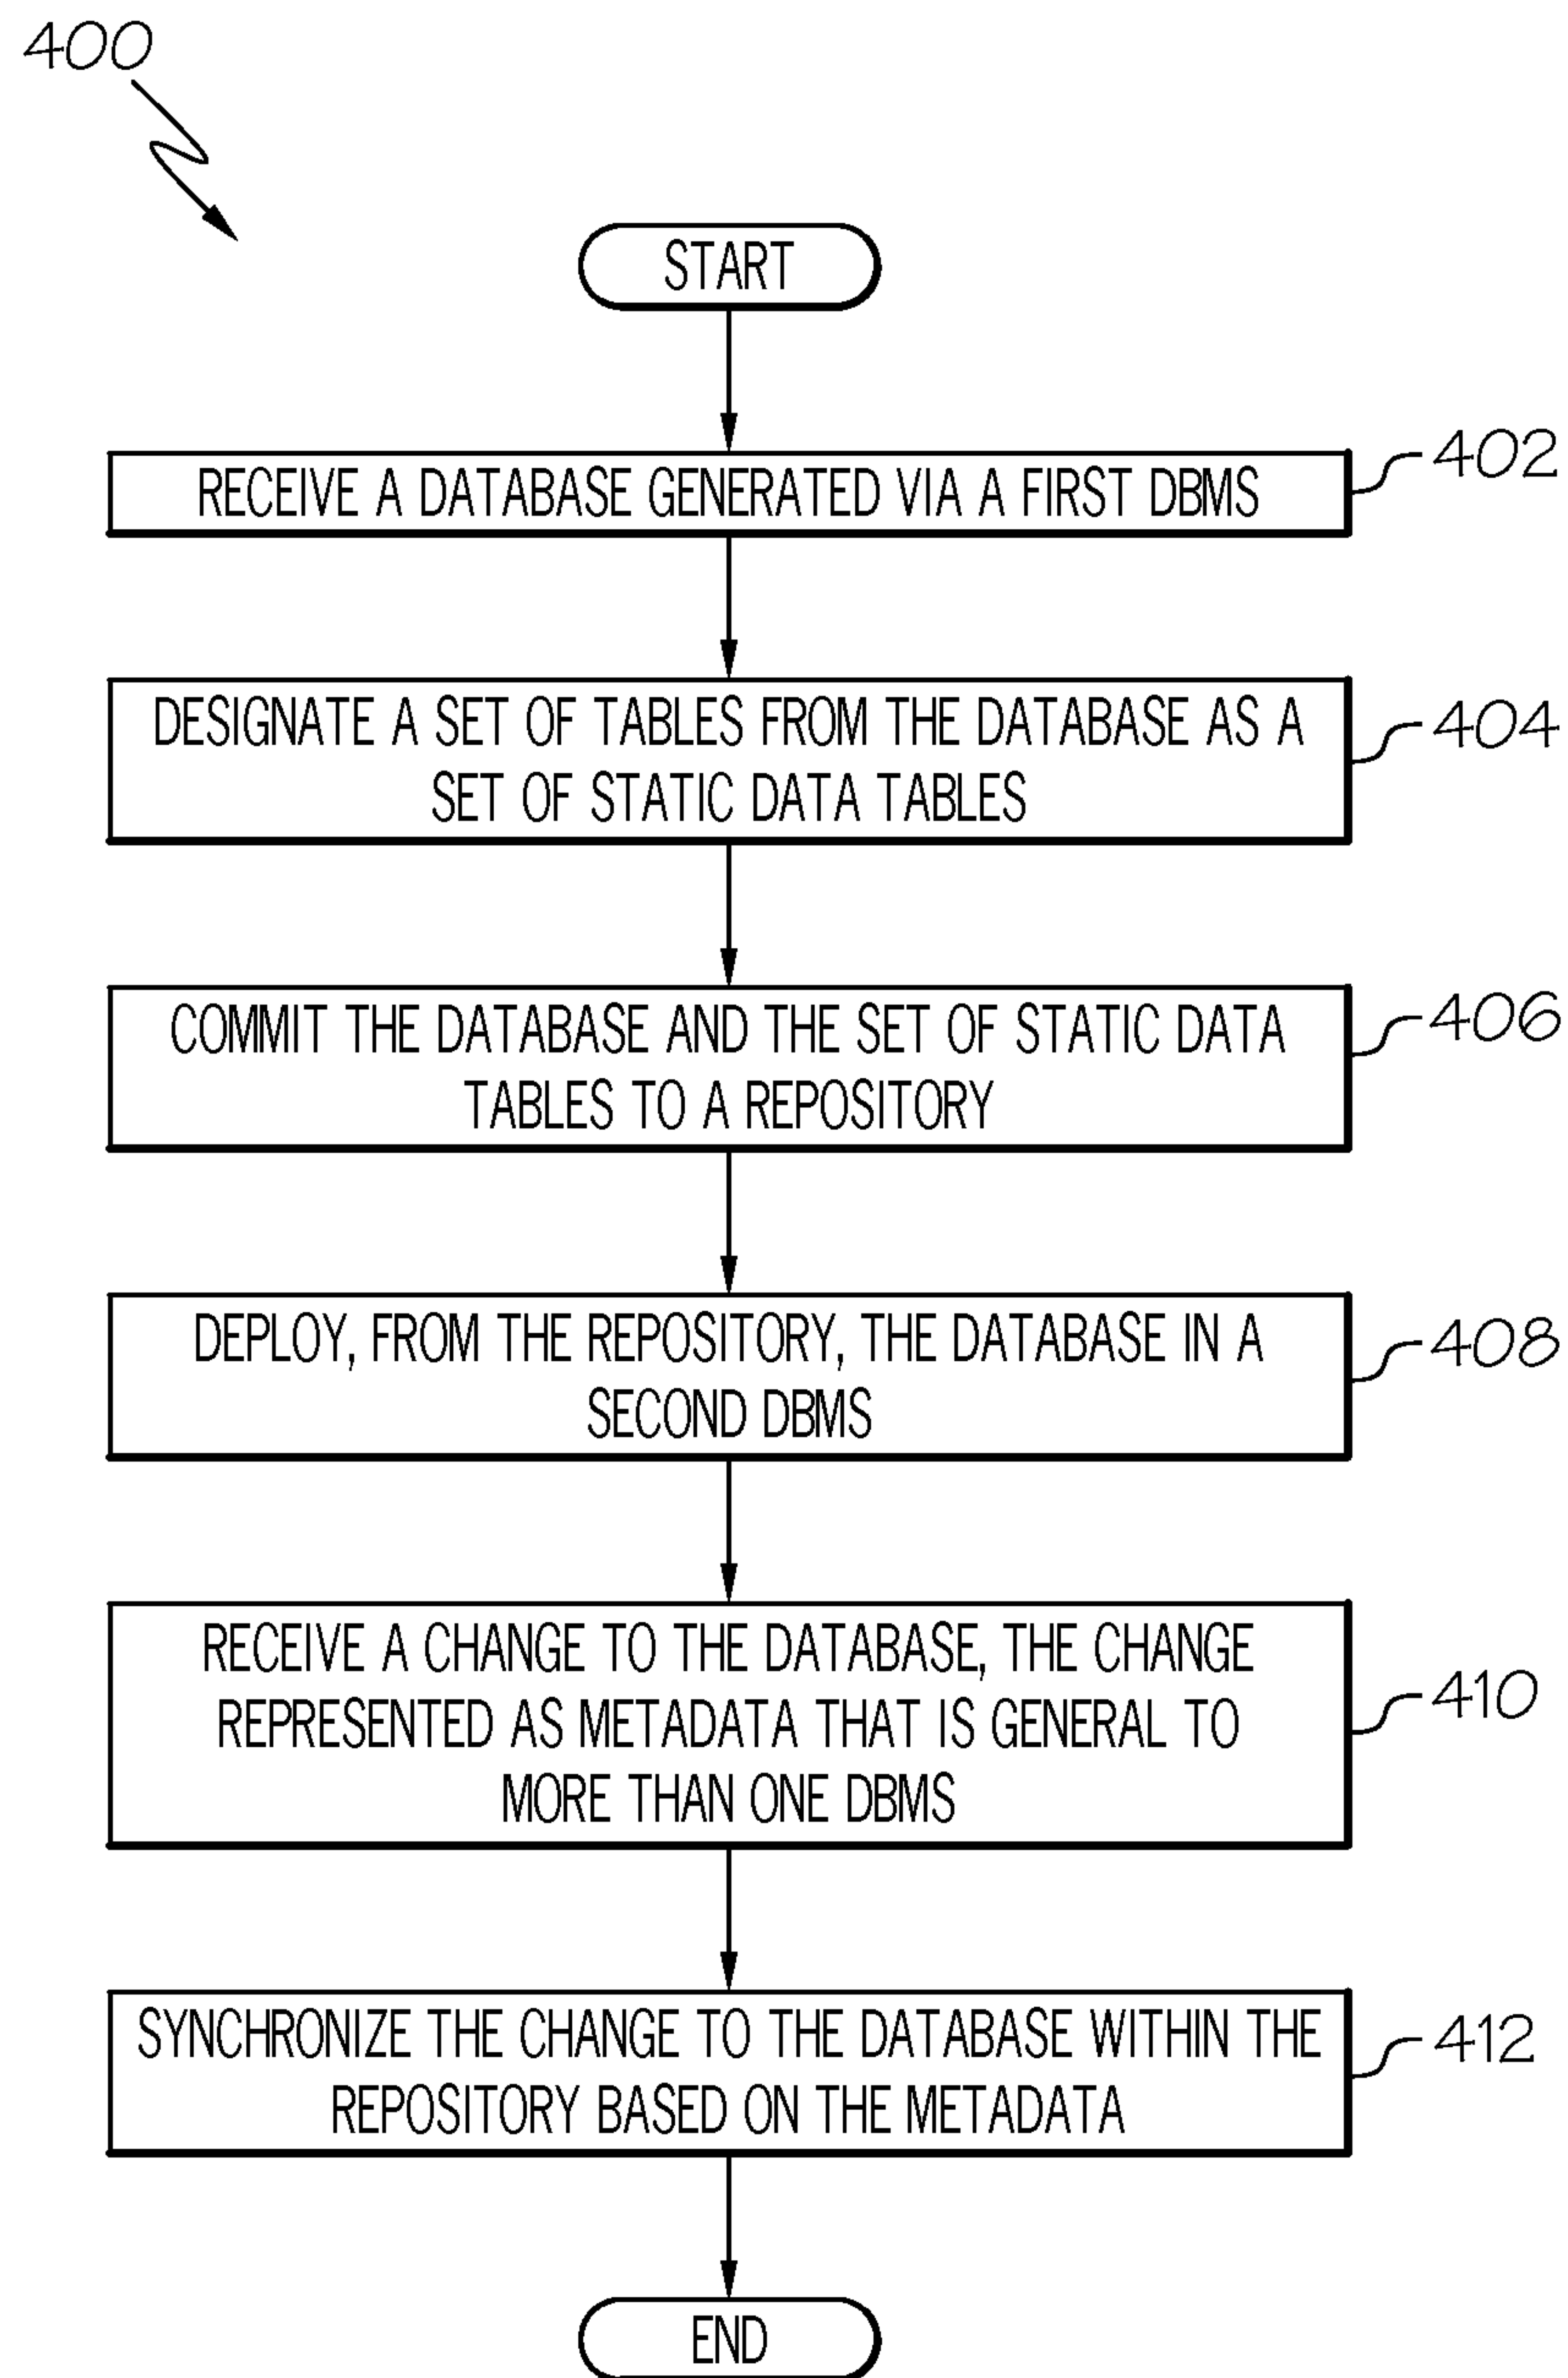 400
START
RECEIVE A DATABASE GENERATED VIA A FIRST DBMS
402
DESIGNATE A SET OF TABLES FROM THE DATABASE AS A
SET OF STATIC DATA TABLES
404
COMMIT THE DATABASE AND THE SET OF STATIC DATA
TABLES TO A REPOSITORY
406
DEPLOY, FROM THE REPOSITORY, THE DATABASE IN A
SECOND DBMS
408
RECEIVE A CHANGE TO THE DATABASE, THE CHANGE
REPRESENTED AS METADATA THAT IS GENERAL TO
MORE THAN ONE DBMS
410
SYNCHRONIZE THE CHANGE TO THE DATABASE WITHIN THE
REPOSITORY BASED ON THE METADATA
412
END